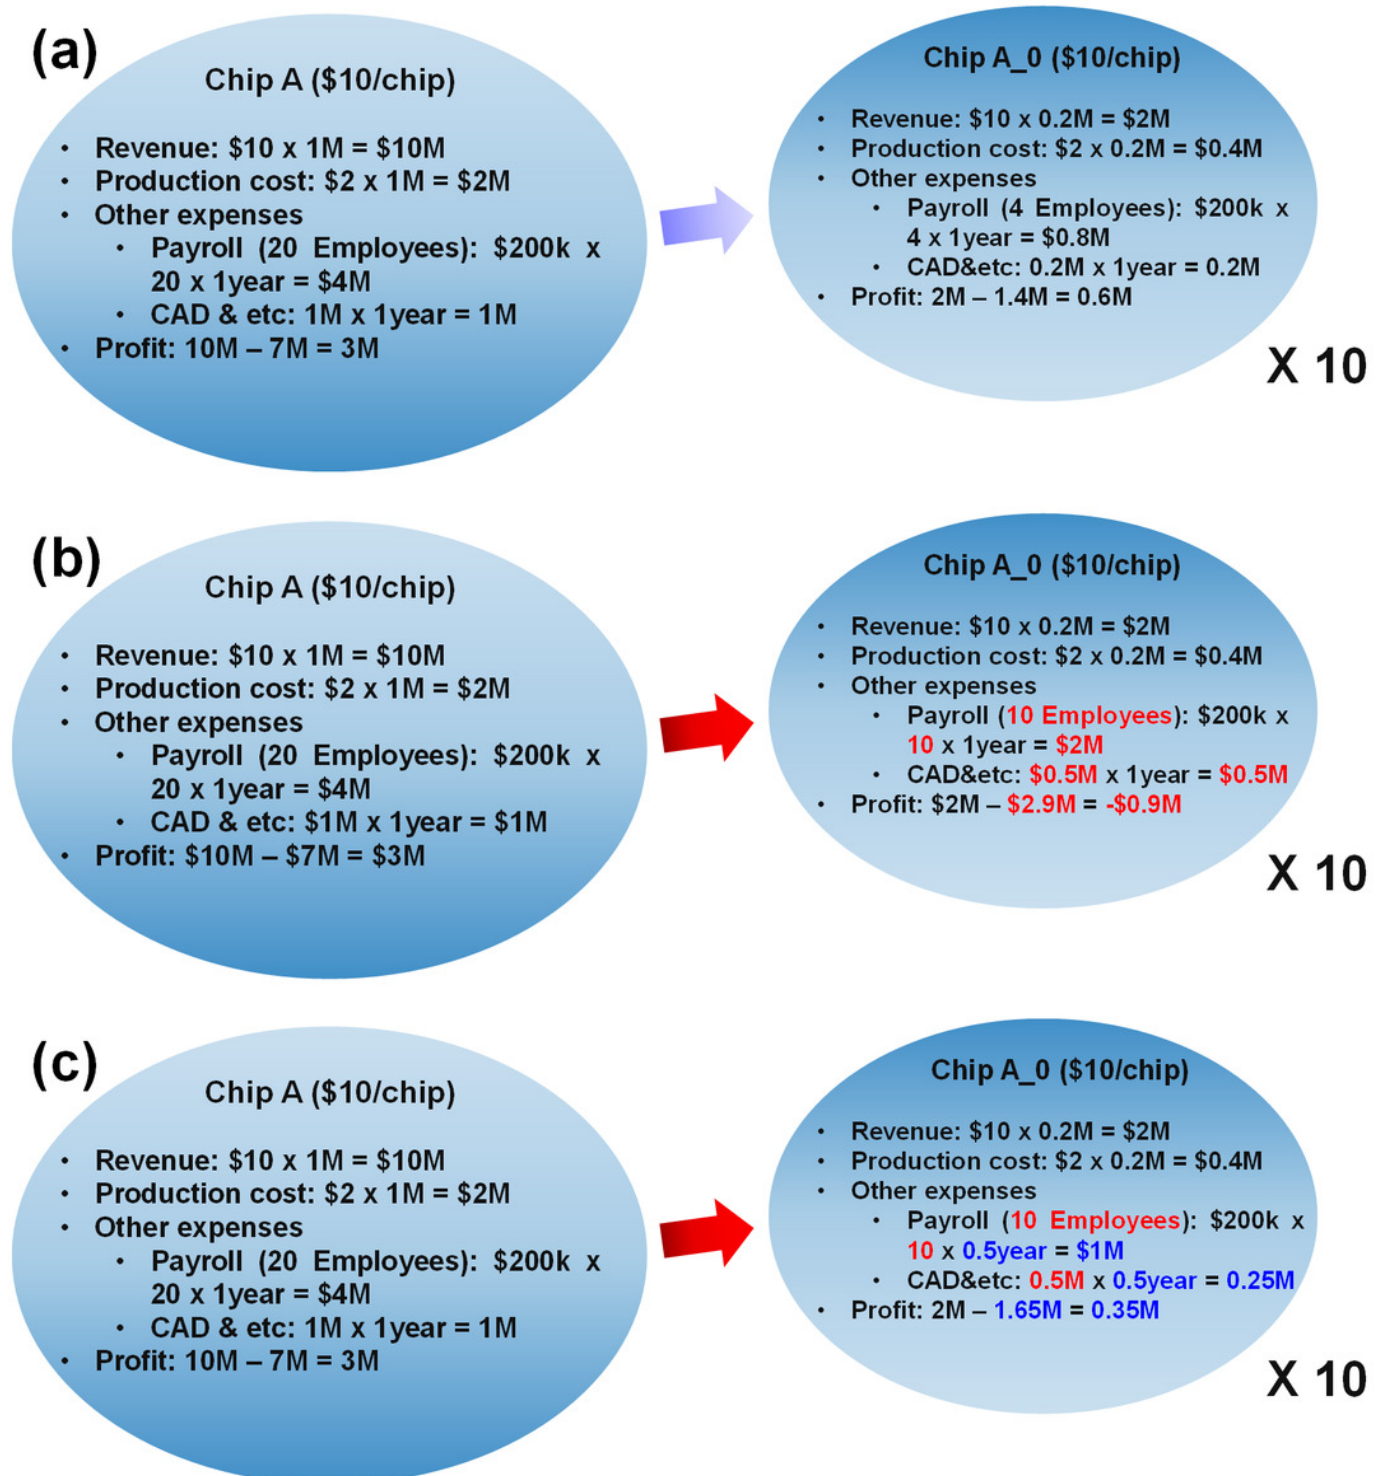 (a)
Chip A ($10/chip)
• Revenue: $10 x 1M = $10M
• Production cost: $2 x 1M = $2M
• Other expenses
• Payroll (20 Employees): $200k x
20 x 1year = $4M
• CAD & etc: 1M x 1year = 1M
• Profit: 10M – 7M = 3M
Chip A_0 ($10/chip)
• Revenue: $10 x 0.2M = $2M
• Production cost: $2 x 0.2M = $0.4M
• Other expenses
• Payroll (4 Employees): $200k x
4 x 1year = $0.8M
• CAD&etc: 0.2M x 1year = 0.2M
• Profit: 2M – 1.4M = 0.6M
X 10
(b)
Chip A ($10/chip)
• Revenue: $10 x 1M = $10M
• Production cost: $2 x 1M = $2M
• Other expenses
• Payroll (20 Employees): $200k x
20 x 1year = $4M
• CAD & etc: $1M x 1year = $1M
• Profit: $10M – $7M = $3M
Chip A_0 ($10/chip)
• Revenue: $10 x 0.2M = $2M
• Production cost: $2 x 0.2M = $0.4M
• Other expenses
• Payroll (10 Employees): $200k x
10 x 1year = $2M
• CAD&etc: $0.5M x 1year = $0.5M
• Profit: $2M – $2.9M = -$0.9M
X 10
(c)
Chip A ($10/chip)
• Revenue: $10 x 1M = $10M
• Production cost: $2 x 1M = $2M
• Other expenses
• Payroll (20 Employees): $200k x
20 x 1year = $4M
• CAD & etc: 1M x 1year = 1M
• Profit: 10M – 7M = 3M
Chip A_0 ($10/chip)
• Revenue: $10 x 0.2M = $2M
• Production cost: $2 x 0.2M = $0.4M
• Other expenses
• Payroll (10 Employees): $200k x
10 x 0.5year = $1M
• CAD&etc: 0.5M x 0.5year = 0.25M
• Profit: 2M – 1.65M = 0.35M
X 10